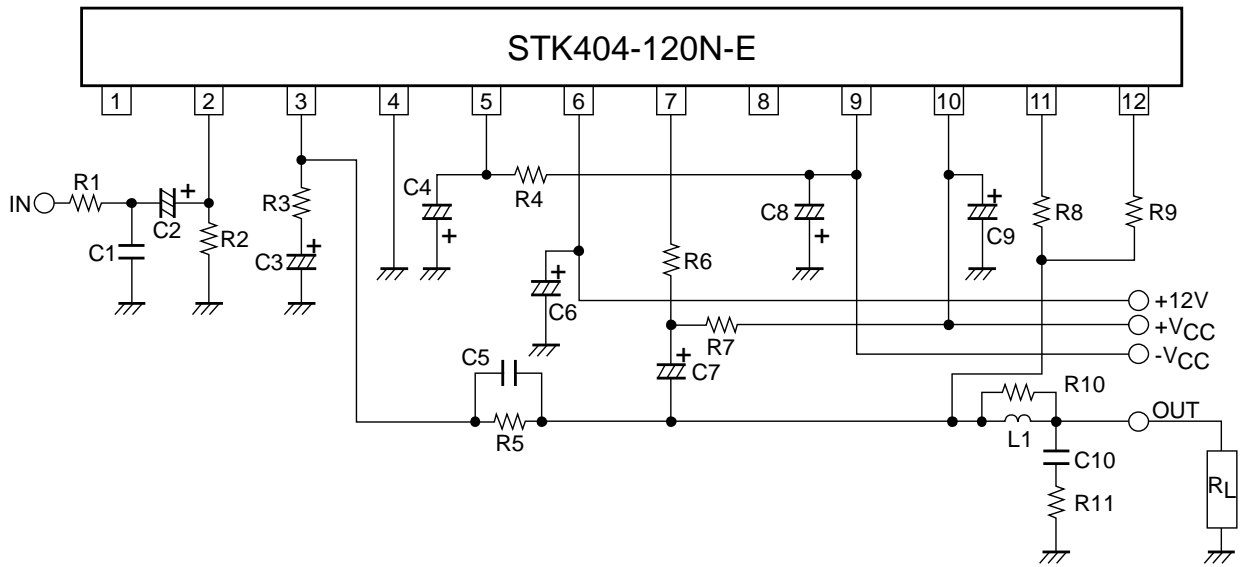 STK404-120N-E
1 2 3 4 5 6 7 8 9 10 11 12
IN
R1
C1
C2
+
R2
R3
C3
+
C4
+
R4
C6
+
R6
R7
C7
+
C8
+
C9
+
R8
R9
+12V
+VCC
-VCC
C5
R5
R10
L1
OUT
C10
R11
RL